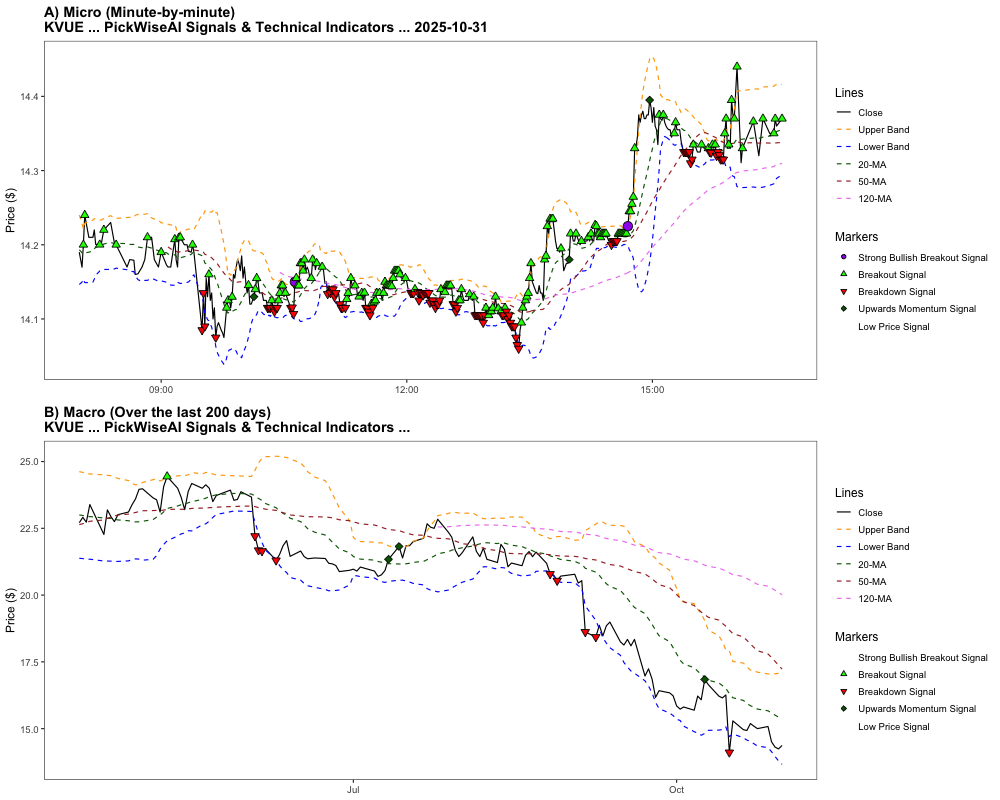 A) Micro (Minute-by-minute)
KVUE ... PickWiseAI Signals & Technical Indicators ... 2025-10-31
Price ($)
14.4
14.3
14.2
14.1
09:00
12:00
15:00
Lines
Close
Upper Band
Lower Band
20-MA
50-MA
120-MA
Markers
Strong Bullish Breakout Signal
Breakout Signal
Breakdown Signal
Upwards Momentum Signal
Low Price Signal
B) Macro (Over the last 200 days)
KVUE ... PickWiseAI Signals & Technical Indicators ...
Price ($)
25.0
22.5
20.0
17.5
15.0
Jul
Oct
Lines
Close
Upper Band
Lower Band
20-MA
50-MA
120-MA
Markers
Strong Bullish Breakout Signal
Breakout Signal
Breakdown Signal
Upwards Momentum Signal
Low Price Signal